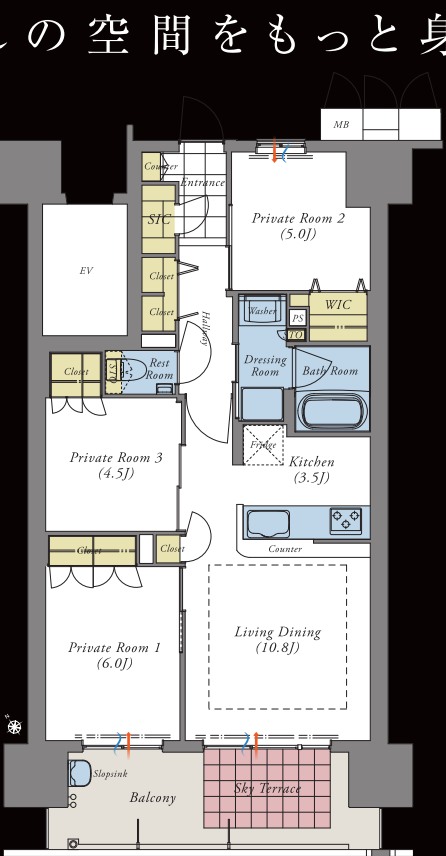 の空間をもっと身
MB
Counter
Entrance
SIC
Private Room 2
(5.0J)
EV
Closet
Closet
Hallway
WIC
Washer
PS
TO
Closet
STO
Rest
Room
Dressing
Room
Bath Room
Fridge
Private Room 3
(4.5J)
Kitchen
(3.5J)
Closet
Closet
Counter
Living Dining
(10.8J)
Private Room 1
(6.0J)
Slopsink
Balcony
Sky Terrace